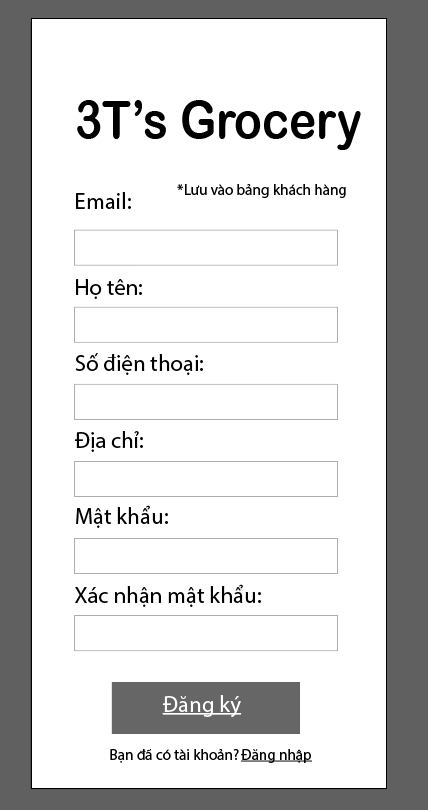 3T’s Grocery
*Lưu vào bảng khách hàng
Email:
Họ tên:
Số điện thoại:
Địa chỉ:
Mật khẩu:
Xác nhận mật khẩu:
Đăng ký
Bạn đã có tài khoản? Đăng nhập